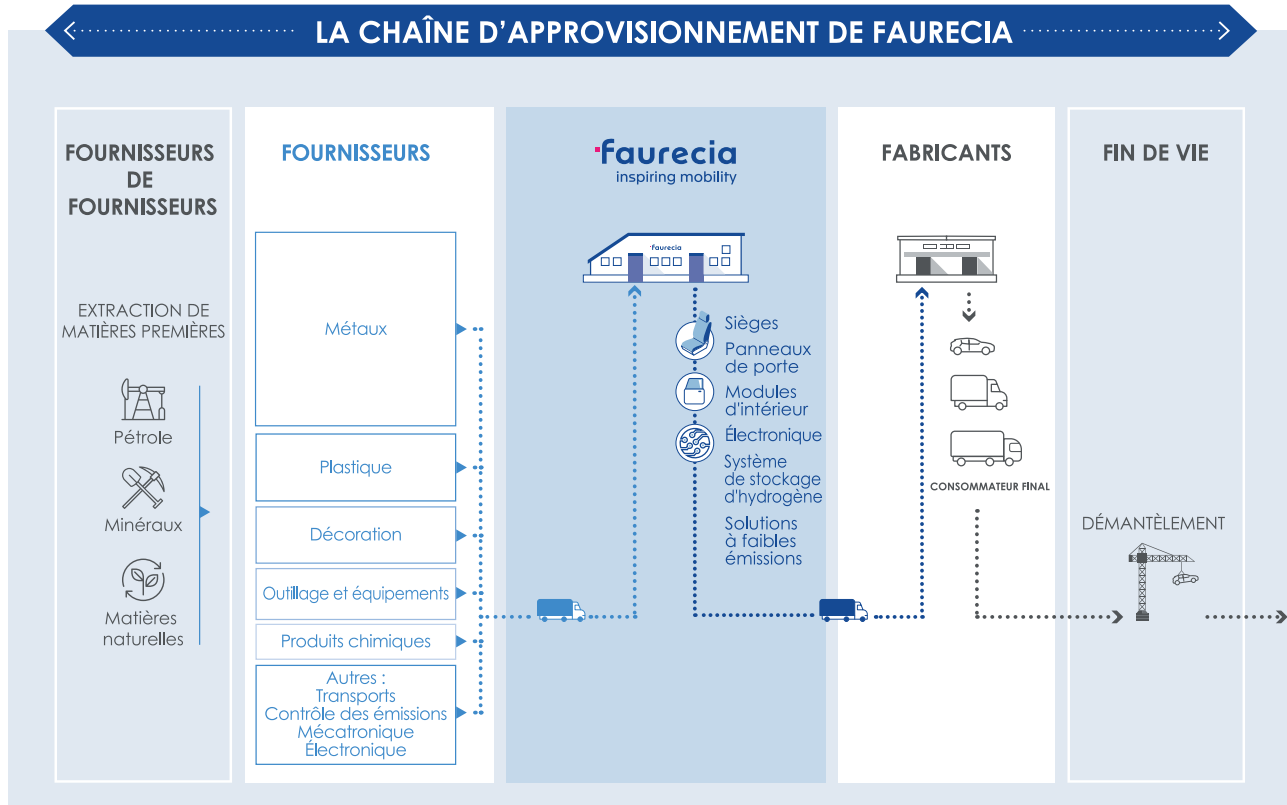 LA CHAÎNE D'APPROVISIONNEMENT DE FAURECIA
FOURNISSEURS
DE
FOURNISSEURS
EXTRACTION DE
MATIÈRES PREMIÈRES
Pétrole
Minéraux
Matières
naturelles
FOURNISSEURS
Métaux
Plastique
Décoration
Outillage et équipements
Produits chimiques
Autres :
Transports
Contrôle des émissions
Mécatronique
Électronique
faurecia
inspiring mobility
faurecia
Sièges
Panneaux
de porte
Modules
d'intérieur
Électronique
Système
de stockage
d'hydrogène
Solutions
à faibles
émissions
FABRICANTS
CONSOMMATEUR FINAL
FIN DE VIE
DÉMANTÈLEMENT